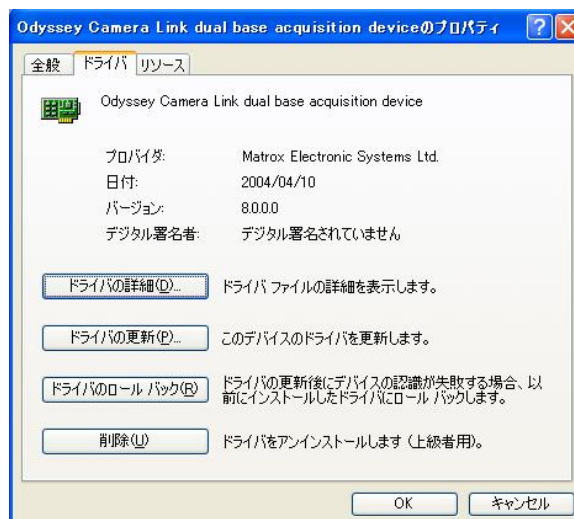 Odyssey Camera Link dual base acquisition deviceのプロパティ
全般 ドライバ リソース
Odyssey Camera Link dual base acquisition device
プロバイダ: Matrox Electronic Systems Ltd.
日付: 2004/04/10
バージョン: 8.0.0.0
デジタル署名者: デジタル署名されていません
ドライバの詳細(D)... ドライバ ファイルの詳細を表示します。
ドライバの更新(P)... このデバイスのドライバを更新します。
ドライバのロール バック(R) ドライバの更新後にデバイスの認識が失敗する場合、以
前にインストールしたドライバにロール バックします。
削除(U) ドライバをアンインストールします (上級者用)。
OK キャンセル